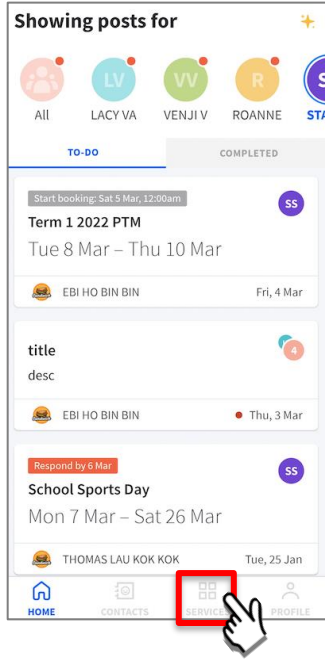 Showing posts for
LV
VV
R
S
All
LACY VA
VENJI V
ROANNE
STA
TO-DO
COMPLETED
Start booking: Sat 5 Mar, 12:00am
SS
Term 1 2022 PTM
Tue 8 Mar – Thu 10 Mar
EBI HO BIN BIN
Fri, 4 Mar
title
4
desc
EBI HO BIN BIN
Thu, 3 Mar
Respond by 6 Mar
SS
School Sports Day
Mon 7 Mar – Sat 26 Mar
THOMAS LAU KOK KOK
Tue, 25 Jan
HOME
CONTACTS
SERVICE
PROFILE